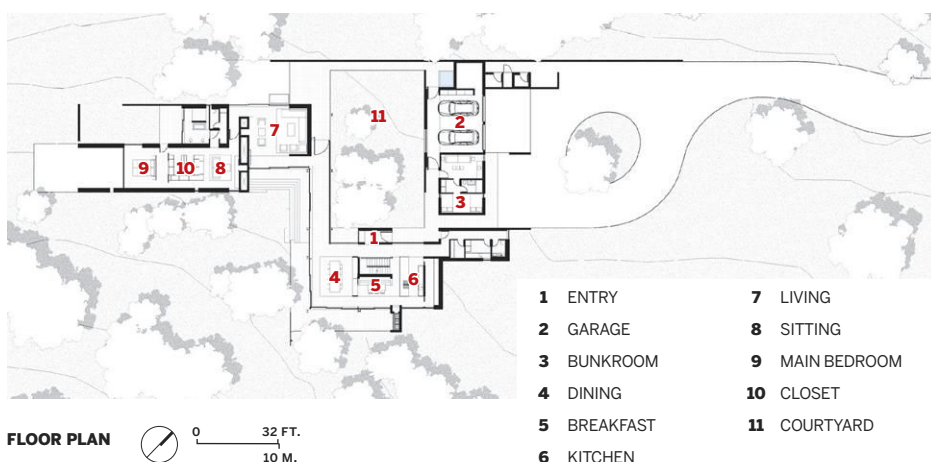 7
11
2
9
10
8
3
1
4
5
6
1 ENTRY
2 GARAGE
3 BUNKROOM
4 DINING
5 BREAKFAST
6 KITCHEN
7 LIVING
8 SITTING
9 MAIN BEDROOM
10 CLOSET
11 COURTYARD
FLOOR PLAN
0 32 FT.
10 M.